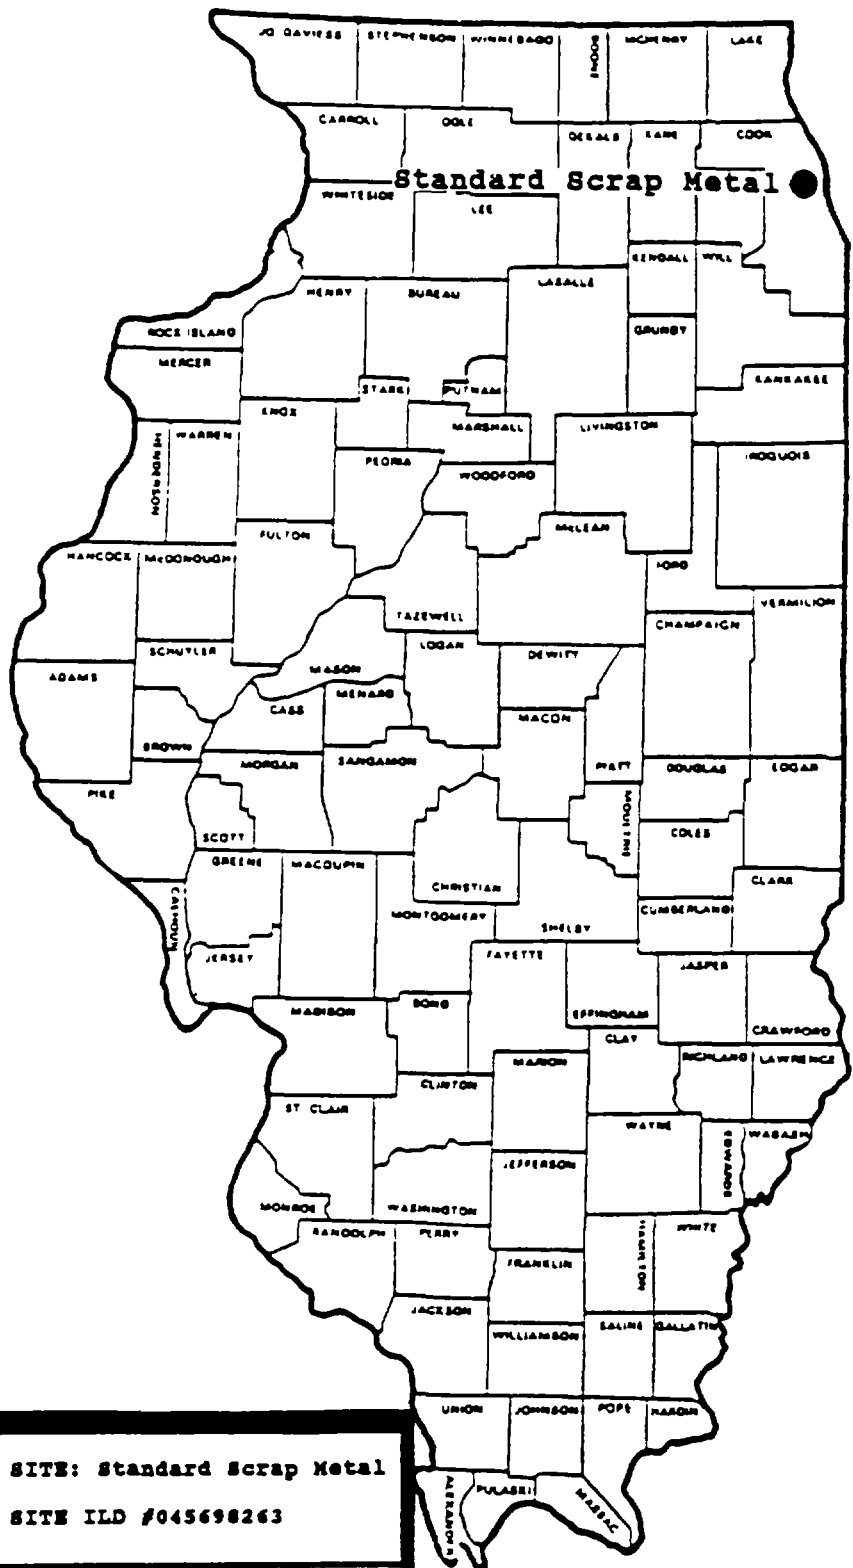 JO DAVIESS STEPHENSON WINNEBAGO BOONE MCHENRY LAKE
CARROLL OGLE DEKALB KANE COOK
Standard Scrap Metal
WHITESIDE LEE
KENDALL WILL
HENRY BUREAU LASALLE
ROCK ISLAND GRUNDY
MERCER
STARK PUTNAM KANKAKEE
KNOX
WARREN MARSHALL LIVINGSTON
HENDERSON PEORIA IROQUOIS
WOODFORD
FULTON McLEAN
HANCOCK McDONOUGH FORD
TAZEWELL VERMILION
CHAMPAIGN
SCHUYLER LOGAN DEWITT
ADAMS MASON
CASS MENARD
MACON
BROWN MORGAN SANGAMON PIATT DOUGLAS EDGAR
PIKE MOULTRIE
SCOTT COLES
GREENE MACOUPIN
CHRISTIAN CLARK
CALHOUN MONTGOMERY CUMBERLAND
SHELBY
JERSEY FAYETTE JASPER
MADISON BOND EFFINGHAM
CRAWFORD
CLAY
MARION RICHLAND LAWRENCE
CLINTON
ST. CLAIR
WAYNE WABASH
EDWARDS
JEFFERSON
MONROE WASHINGTON
RANDOLPH PERRY HAMILTON WHITE
FRANKLIN
JACKSON
WILLIAMSON SALINE GALLATIN
UNION JOHNSON POPE HARDIN
SITE: Standard Scrap Metal
PULASKI MASSAC
ALEXANDER
SITE ILD #045698263